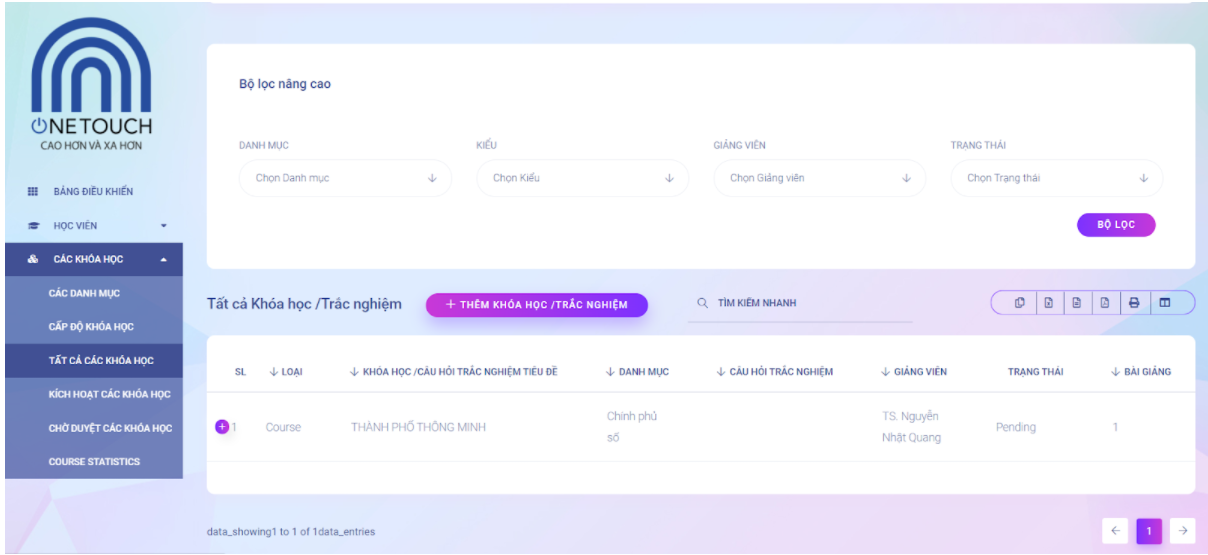 ONETOUCH
CAO HƠN VÀ XA HƠN
BẢNG ĐIỀU KHIỂN
HỌC VIÊN
CÁC KHÓA HỌC
CÁC DANH MỤC
CẤP ĐỘ KHÓA HỌC
TẤT CẢ CÁC KHÓA HỌC
KÍCH HOẠT CÁC KHÓA HỌC
CHỜ DUYỆT CÁC KHÓA HỌC
COURSE STATISTICS
Bộ lọc nâng cao
DANH MỤC KIỂU GIẢNG VIÊN TRẠNG THÁI
Chọn Danh mục Chọn Kiểu Chọn Giảng viên Chọn Trạng thái
BỘ LỌC
Tất cả Khóa học /Trắc nghiệm + THÊM KHÓA HỌC /TRẮC NGHIỆM TÌM KIẾM NHANH
SL LOẠI KHÓA HỌC /CÂU HỎI TRẮC NGHIỆM TIÊU ĐỀ DANH MỤC CÂU HỎI TRẮC NGHIỆM GIẢNG VIÊN TRẠNG THÁI BÀI GIẢNG
1 Course THÀNH PHỐ THÔNG MINH Chính phủ số TS. Nguyễn Nhật Quang Pending 1
data_showing1 to 1 of 1data_entries 1